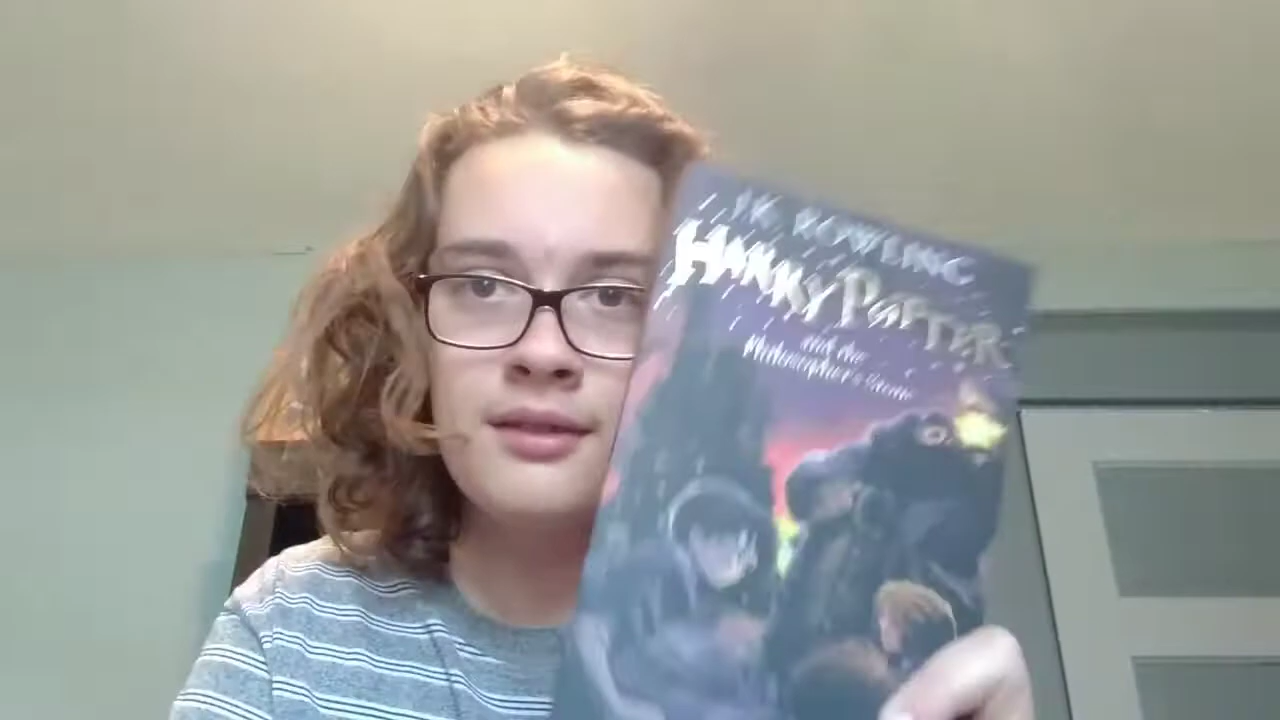 J.K. ROWLING
HARRY POTTER
and the
Philosopher's Stone